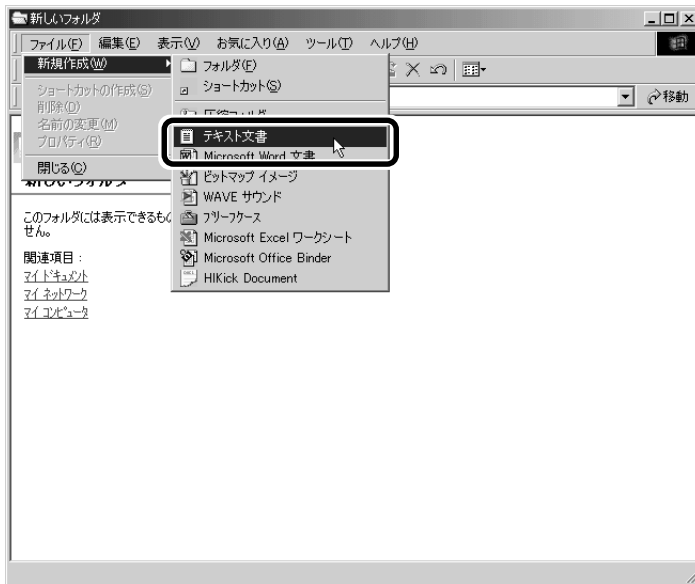 新しいフォルダ
ファイル(F) 編集(E) 表示(V) お気に入り(A) ツール(T) ヘルプ(H)
新規作成(W)
ショートカットの作成(S)
削除(D)
名前の変更(M)
プロパティ(R)
閉じる(C)
フォルダ(F)
ショートカット(S)
テキスト文書
Microsoft Word 文書
ビットマップ イメージ
WAVE サウンド
ブリーフケース
Microsoft Excel ワークシート
Microsoft Office Binder
HIKick Document
移動
新しいフォルダ
このフォルダには表示できるも
せん。
関連項目:
マイ ドキュメント
マイ ネットワーク
マイ コンピュータ